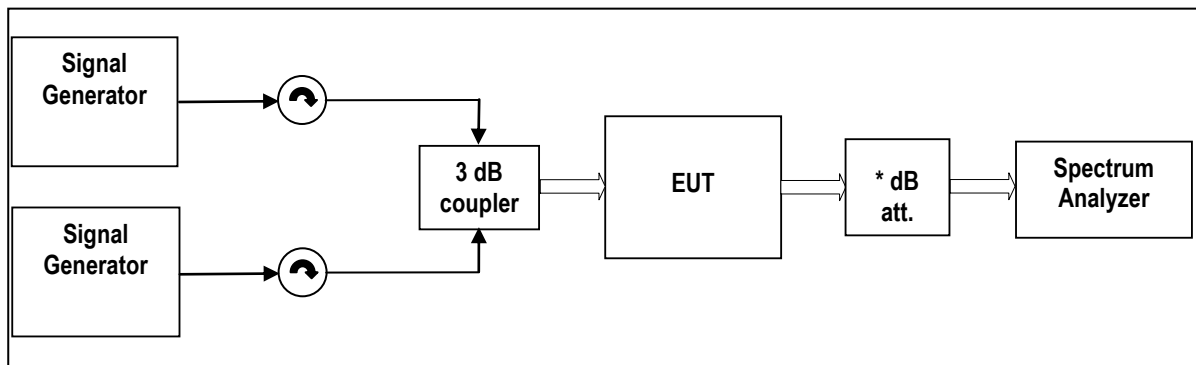 Signal
Generator
3 dB
coupler
EUT
* dB
att.
Spectrum
Analyzer
Signal
Generator